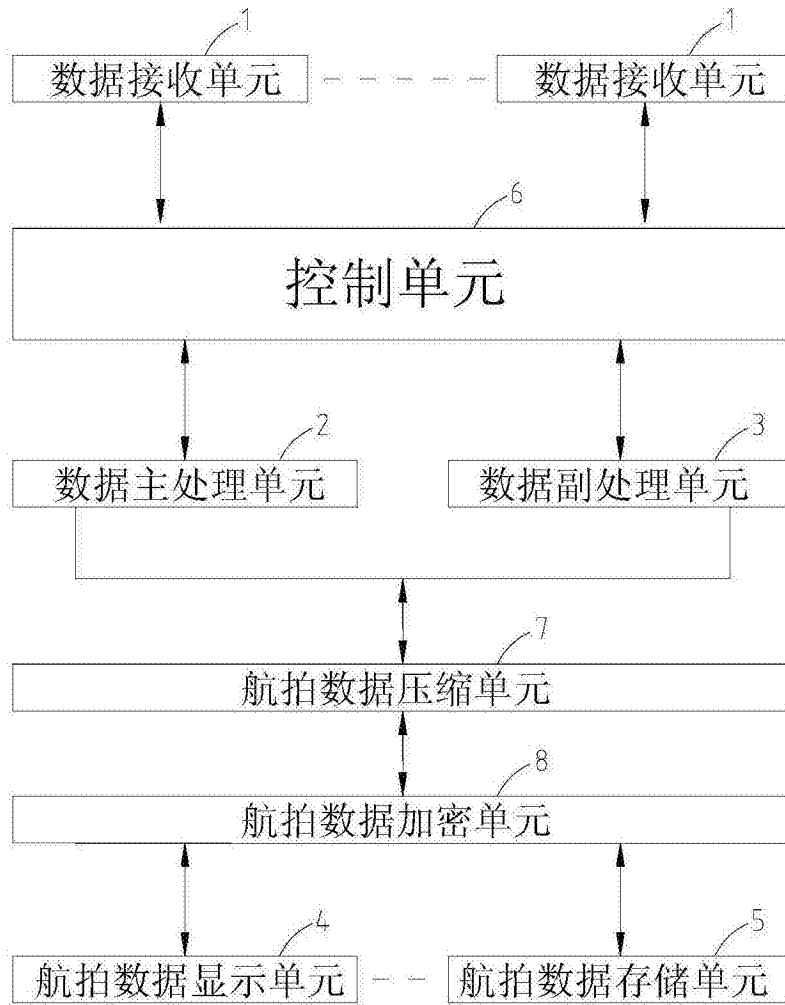 1 1
数据接收单元 数据接收单元
6
控制单元
2 3
数据主处理单元 数据副处理单元
7
航拍数据压缩单元
8
航拍数据加密单元
4 5
航拍数据显示单元 航拍数据存储单元